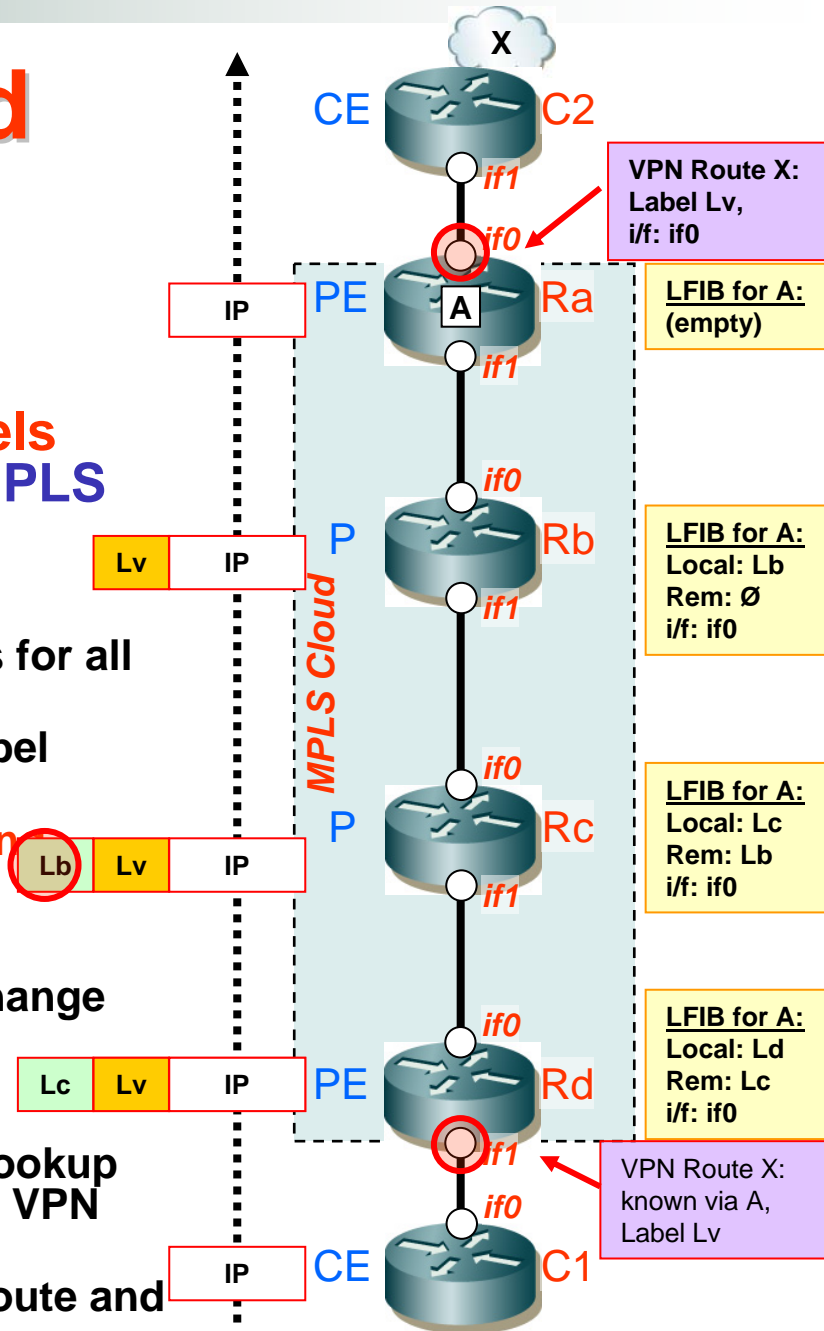 X
d
CE
C2
if1
VPN Route X:
Label Lv,
i/f: if0
if0
IP
PE
A
Ra
LFIB for A:
(empty)
if1
els
PLS
if0
Lv
IP
P
Rb
LFIB for A:
Local: Lb
Rem: Ø
i/f: if0
if1
MPLS Cloud
s for all
bel
if0
P
Rc
LFIB for A:
Local: Lc
Rem: Lb
i/f: if0
Lb
Lv
IP
if1
hange
if0
Lc
Lv
IP
PE
Rd
LFIB for A:
Local: Ld
Rem: Lc
i/f: if0
ookup
VPN
if1
VPN Route X:
known via A,
Label Lv
if0
IP
CE
C1
oute and